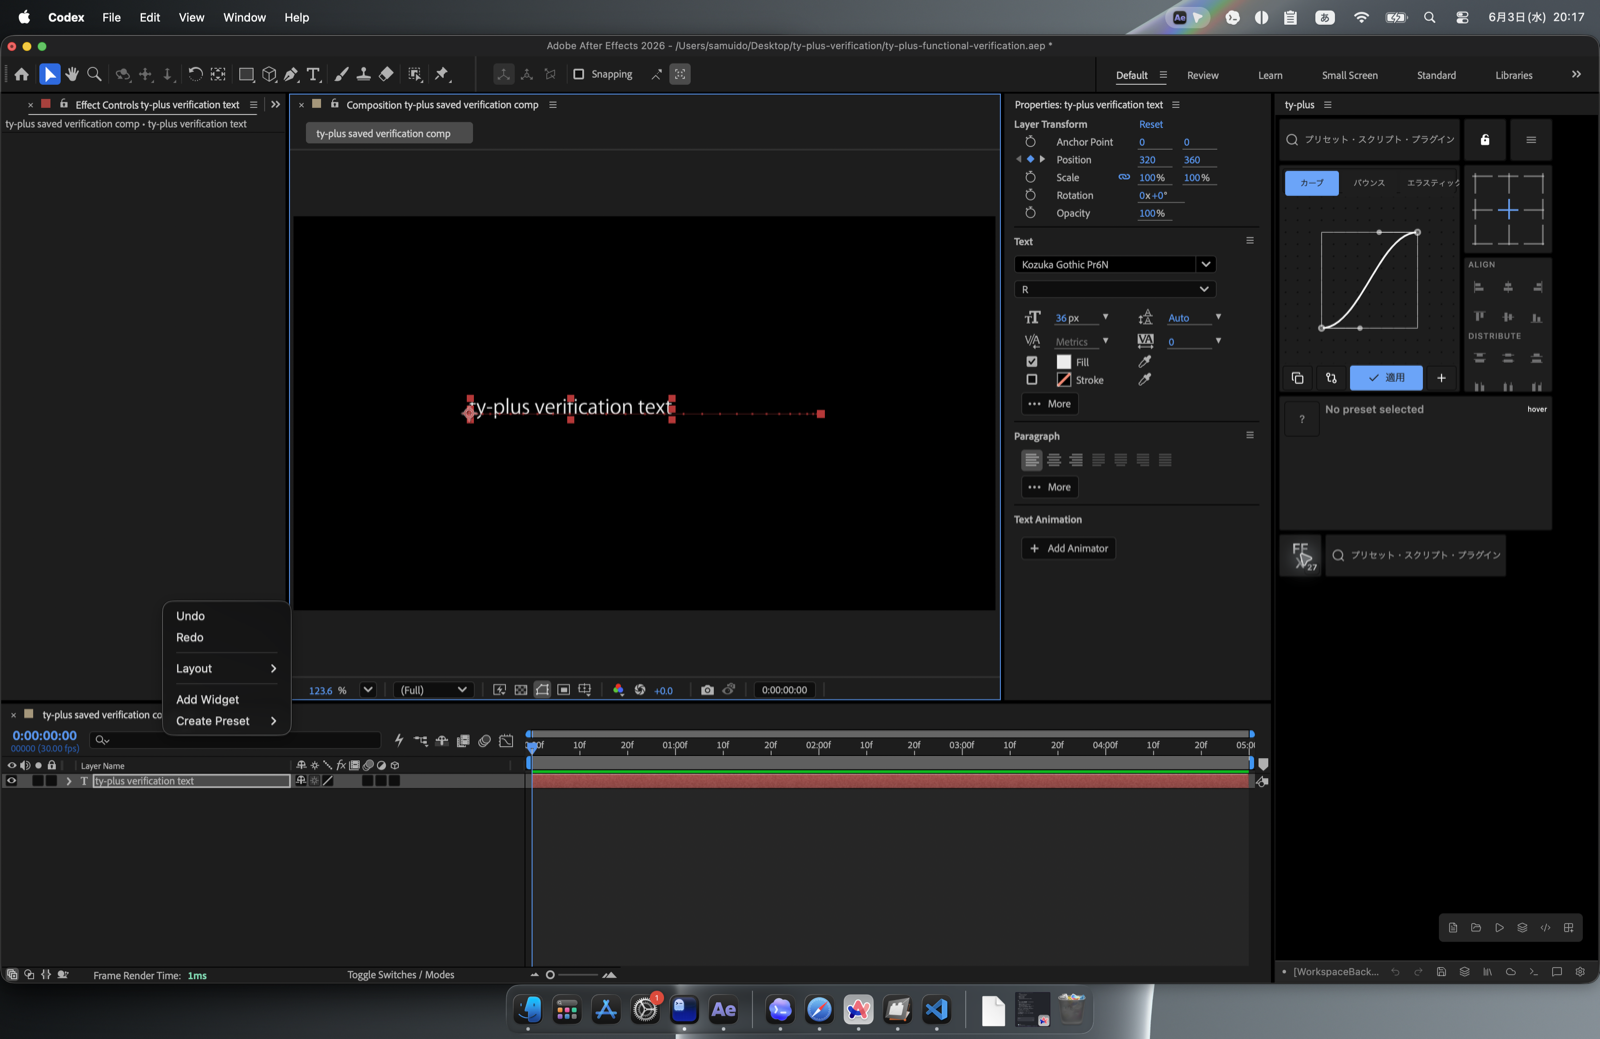 Codex File Edit View Window Help
Ae あ 6月3日(水) 20:17
Adobe After Effects 2026 - /Users/samuido/Desktop/ty-plus-verification/ty-plus-functional-verification.aep *
Snapping
Default Review Learn Small Screen Standard Libraries
Effect Controls ty-plus verification text
ty-plus saved verification comp • ty-plus verification text
Composition ty-plus saved verification comp
ty-plus saved verification comp
ty-plus verification text
123.6 % (Full) +0.0 0:00:00:00
Properties: ty-plus verification text
Layer Transform Reset
Anchor Point 0 0
Position 320 360
Scale 100% 100%
Rotation 0x+0°
Opacity 100%
Text
Kozuka Gothic Pr6N
R
36 px Auto
Metrics 0
Fill
Stroke
More
Paragraph
More
Text Animation
+ Add Animator
ty-plus
プリセット・スクリプト・プラグイン
カーブ バウンス エラスティック
ALIGN
DISTRIBUTE
適用 +
? No preset selected hover
FF 27 プリセット・スクリプト・プラグイン
[WorkspaceBack...
Undo
Redo
Layout
Add Widget
Create Preset
ty-plus saved verification co
0:00:00:00
00000 (30.00 fps)
Layer Name
T ty-plus verification text
10f 20f 01:00f 10f 20f 02:00f 10f 20f 03:00f 10f 20f 04:00f 10f 20f
Frame Render Time: 1ms
Toggle Switches / Modes
1
Ae